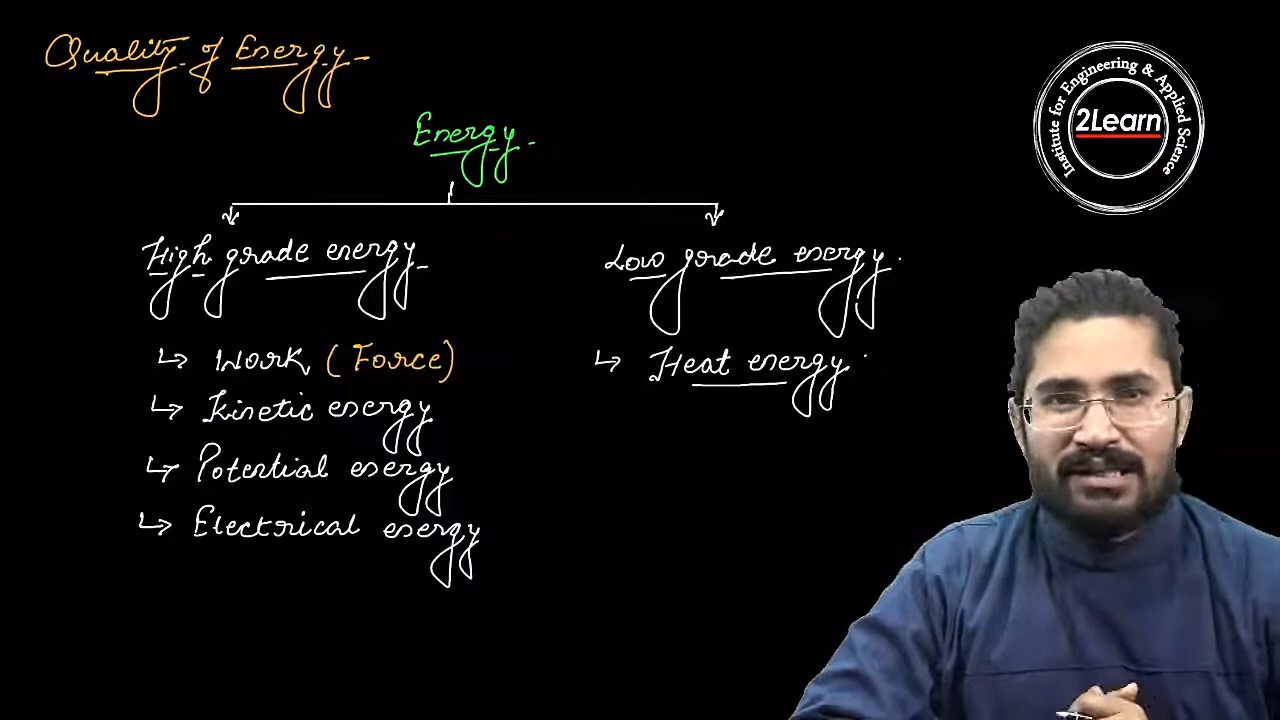 Quality of Energy
Energy
High grade energy
Low grade energy
↳ Work (Force)
↳ Heat energy
↳ Kinetic energy
↳ Potential energy
↳ Electrical energy
Institute for Engineering & Applied Science
2Learn